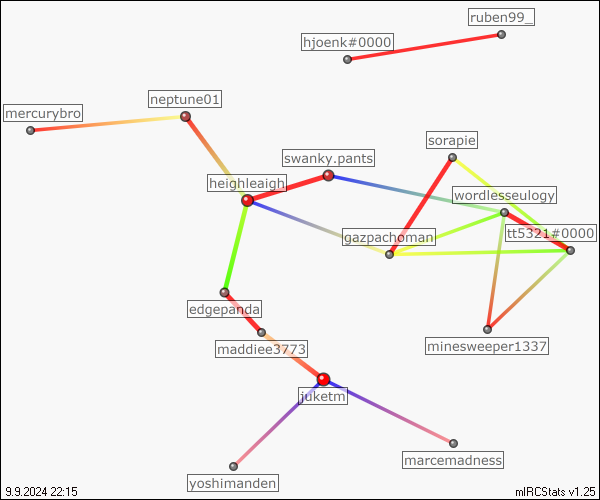 ruben99_
hjoenk#0000
neptune01
mercurybro
sorapie
swanky.pants
heighleaigh
wordlesseulogy
tt5321#0000
gazpachoman
edgepanda
maddiee3773
minesweeper1337
juketm
marcemadness
yoshimanden
9.9.2024 22:15
mIRCStats v1.25